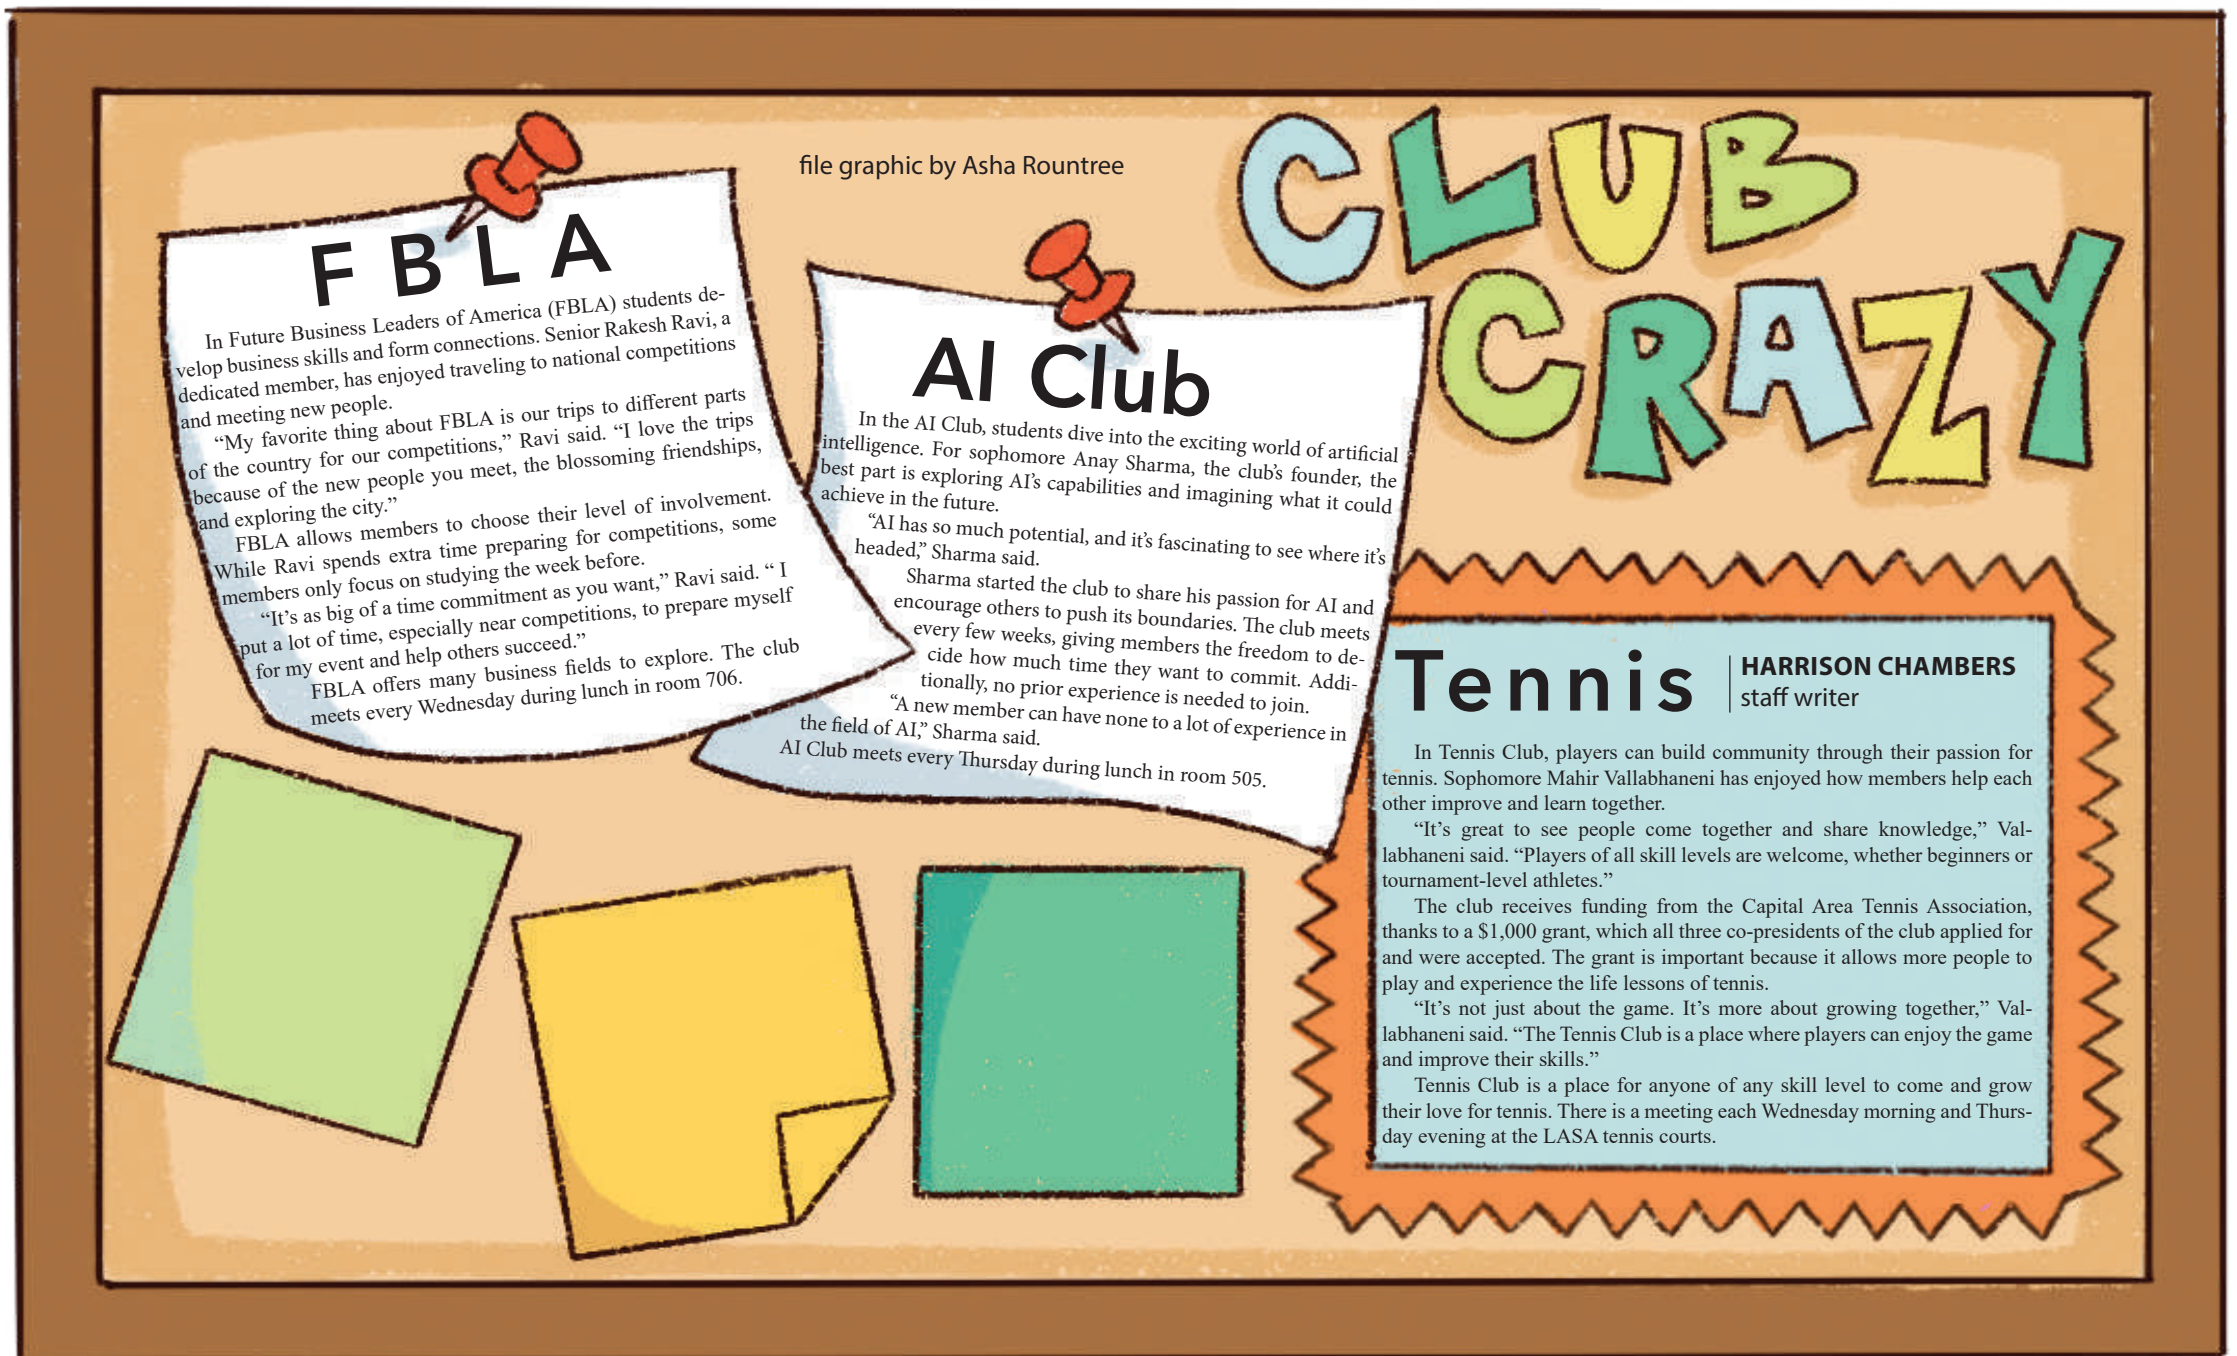 file graphic by Asha Rountree
CLUB
CRAZY
FBLA
In Future Business Leaders of America (FBLA) students de-
velop business skills and form connections. Senior Rakesh Ravi, a
dedicated member, has enjoyed traveling to national competitions
and meeting new people.
“My favorite thing about FBLA is our trips to different parts
of the country for our competitions,” Ravi said. “I love the trips
because of the new people you meet, the blossoming friendships,
and exploring the city.”
FBLA allows members to choose their level of involvement.
While Ravi spends extra time preparing for competitions, some
members only focus on studying the week before.
“It’s as big of a time commitment as you want,” Ravi said. “ I
put a lot of time, especially near competitions, to prepare myself
for my event and help others succeed.”
FBLA offers many business fields to explore. The club
meets every Wednesday during lunch in room 706.
AI Club
In the AI Club, students dive into the exciting world of artificial
intelligence. For sophomore Anay Sharma, the club’s founder, the
best part is exploring AI’s capabilities and imagining what it could
achieve in the future.
“AI has so much potential, and it’s fascinating to see where it’s
headed,” Sharma said.
Sharma started the club to share his passion for AI and
encourage others to push its boundaries. The club meets
every few weeks, giving members the freedom to de-
cide how much time they want to commit. Addi-
tionally, no prior experience is needed to join.
“A new member can have none to a lot of experience in
the field of AI,” Sharma said.
AI Club meets every Thursday during lunch in room 505.
Tennis
HARRISON CHAMBERS
staff writer
In Tennis Club, players can build community through their passion for
tennis. Sophomore Mahir Vallabhaneni has enjoyed how members help each
other improve and learn together.
“It’s great to see people come together and share knowledge,” Val-
labhaneni said. “Players of all skill levels are welcome, whether beginners or
tournament-level athletes.”
The club receives funding from the Capital Area Tennis Association,
thanks to a $1,000 grant, which all three co-presidents of the club applied for
and were accepted. The grant is important because it allows more people to
play and experience the life lessons of tennis.
“It’s not just about the game. It’s more about growing together,” Val-
labhaneni said. “The Tennis Club is a place where players can enjoy the game
and improve their skills.”
Tennis Club is a place for anyone of any skill level to come and grow
their love for tennis. There is a meeting each Wednesday morning and Thurs-
day evening at the LASA tennis courts.